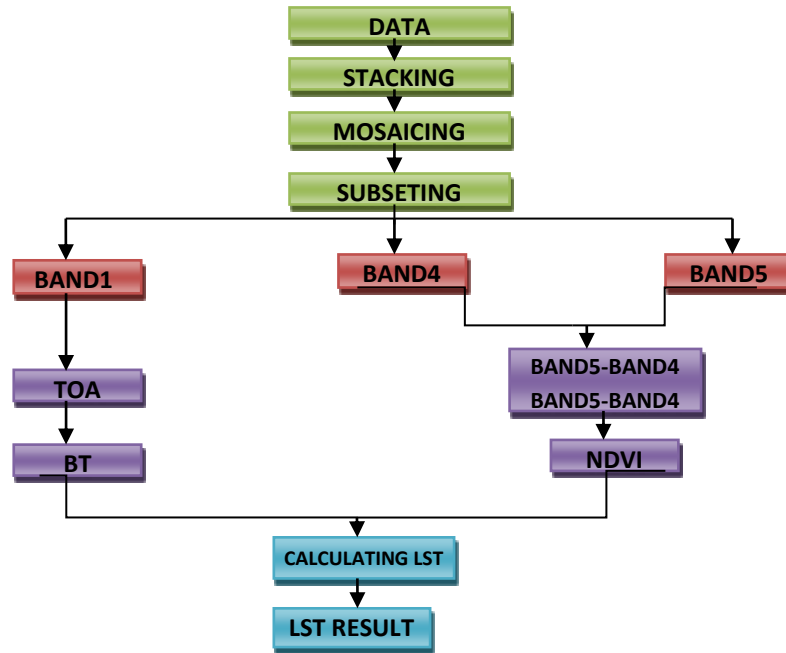 DATA
STACKING
MOSAICING
SUBSETING
BAND1
BAND4
BAND5
TOA
BAND5-BAND4
BAND5-BAND4
BT
NDVI
CALCULATING LST
LST RESULT